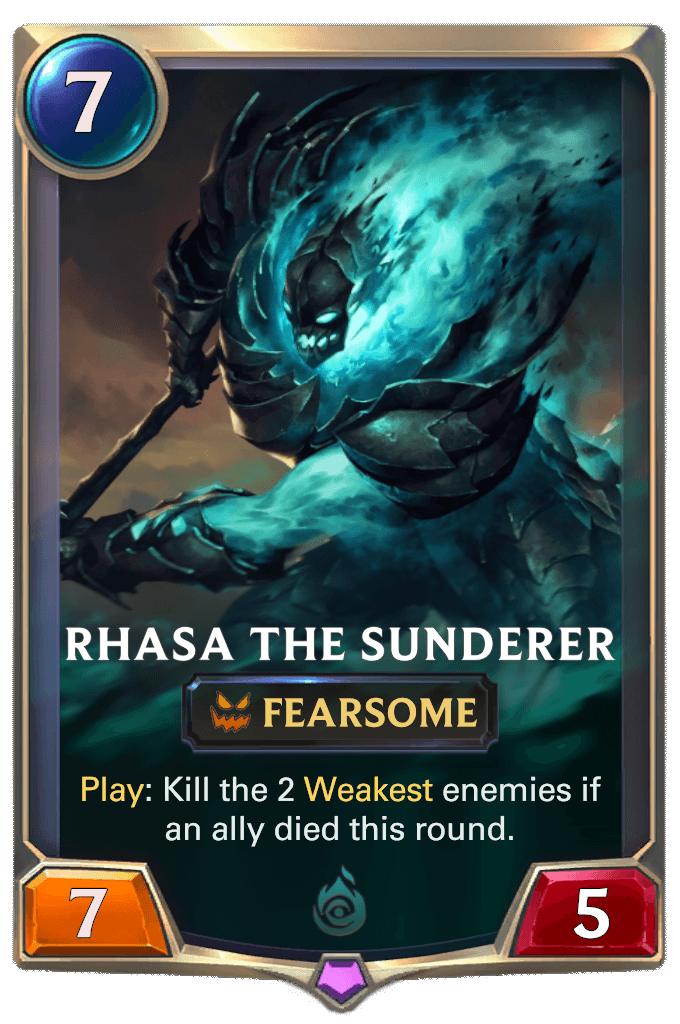 7
RHASA THE SUNDERER
FEARSOME
Play: Kill the 2 Weakest enemies if
an ally died this round.
7
5